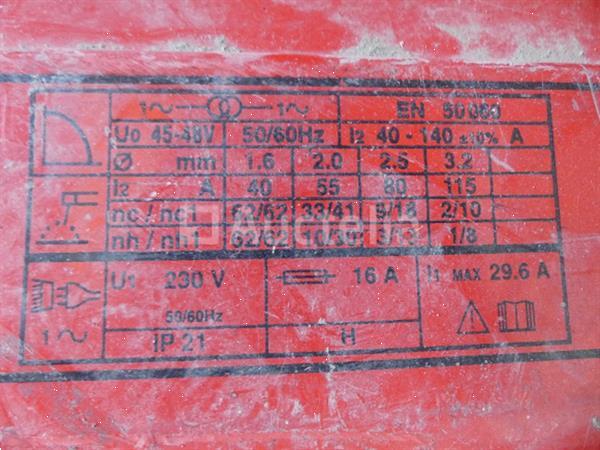 1~ 1~ EN 50060
U0 45-48V 50/60Hz I2 40 - 140 ±10% A
Ø mm 1.6 2.0 2.5 3.2
I2 A 40 55 80 115
nc / nc1 62/62 33/41 2/10
nh / nh1 62/62 1/8
U1 230 V 16 A I1 MAX 29.6 A
50/60Hz
1~ IP 21 H